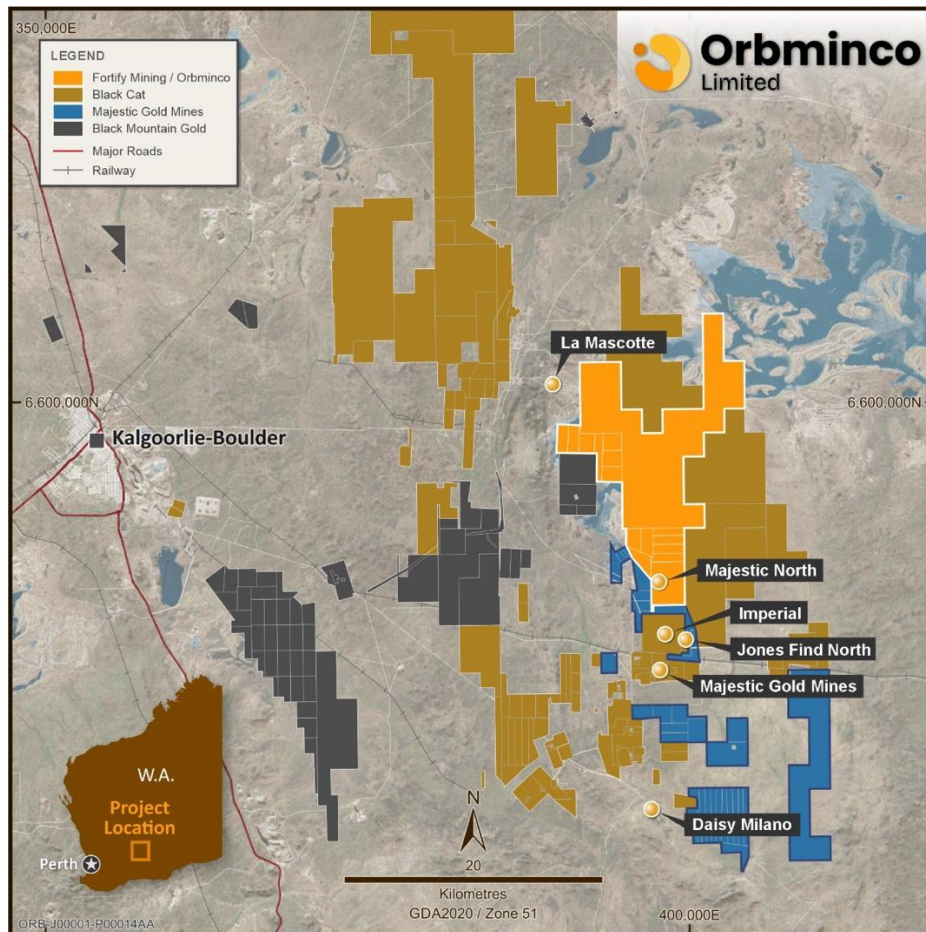 350,000E
LEGEND
Fortify Mining / Orbminco
Black Cat
Majestic Gold Mines
Black Mountain Gold
Major Roads
Railway
Orbminco
Limited
La Mascotte
6,600,000N
6,600,000N
Kalgoorlie-Boulder
Majestic North
Imperial
Jones Find North
Majestic Gold Mines
W.A.
Project
Location
Perth
N
Daisy Milano
20
Kilometres
GDA2020 / Zone 51
400,000E
ORB-J00001-P00014AA